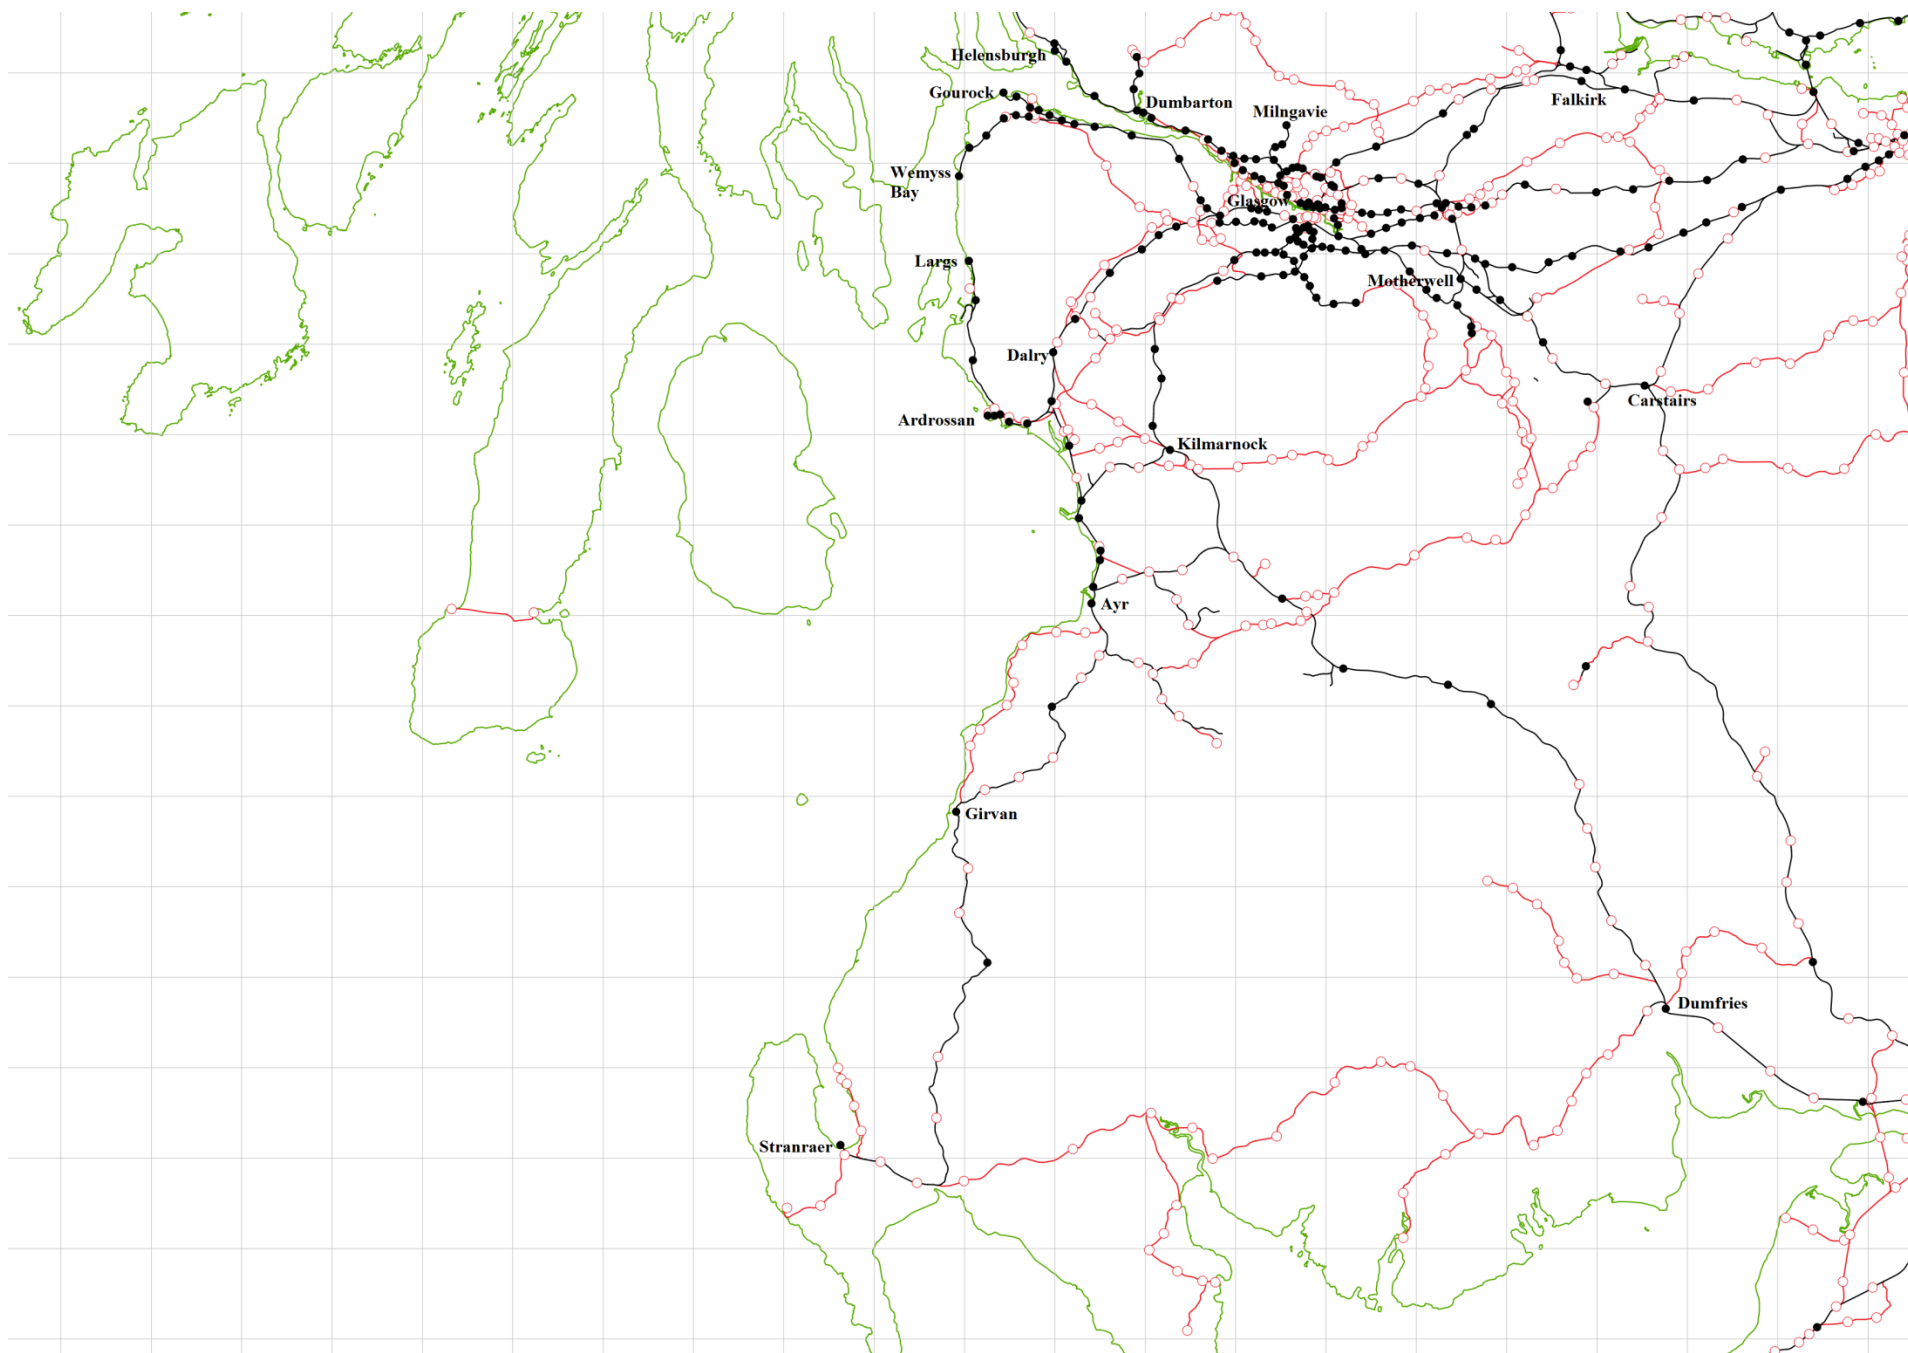 Helensburgh
Gourock
Dumbarton
Milngavie
Falkirk
Wemyss
Bay
Glasgow
Largs
Motherwell
Dalry
Carstairs
Ardrossan
Kilmarnock
Ayr
Girvan
Dumfries
Stranraer